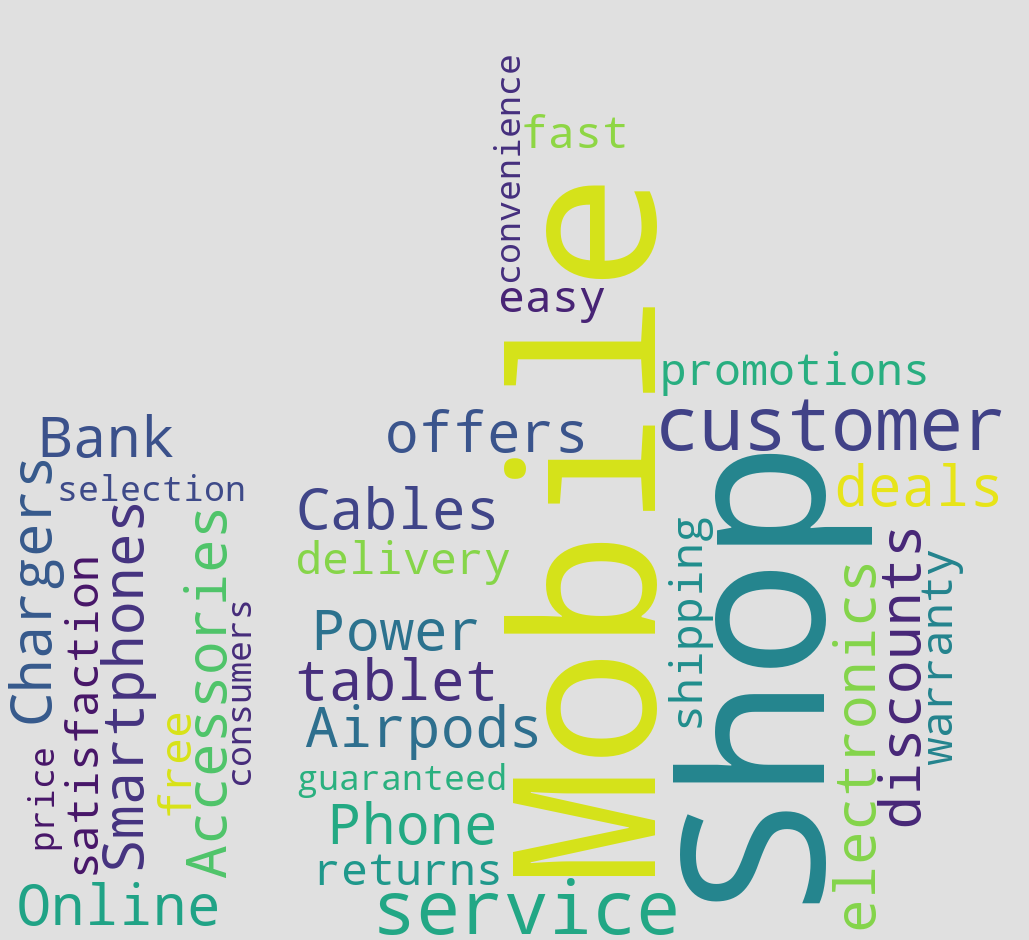 convenience
fast
easy
Mobile
promotions
customer
offers
Bank
selection
Chargers
Cables
deals
Shop
delivery
Smartphones
Accessories
shipping
discounts
warranty
satisfaction
electronics
consumers
Power
tablet
Airpods
free
price
guaranteed
Phone
returns
Online
service